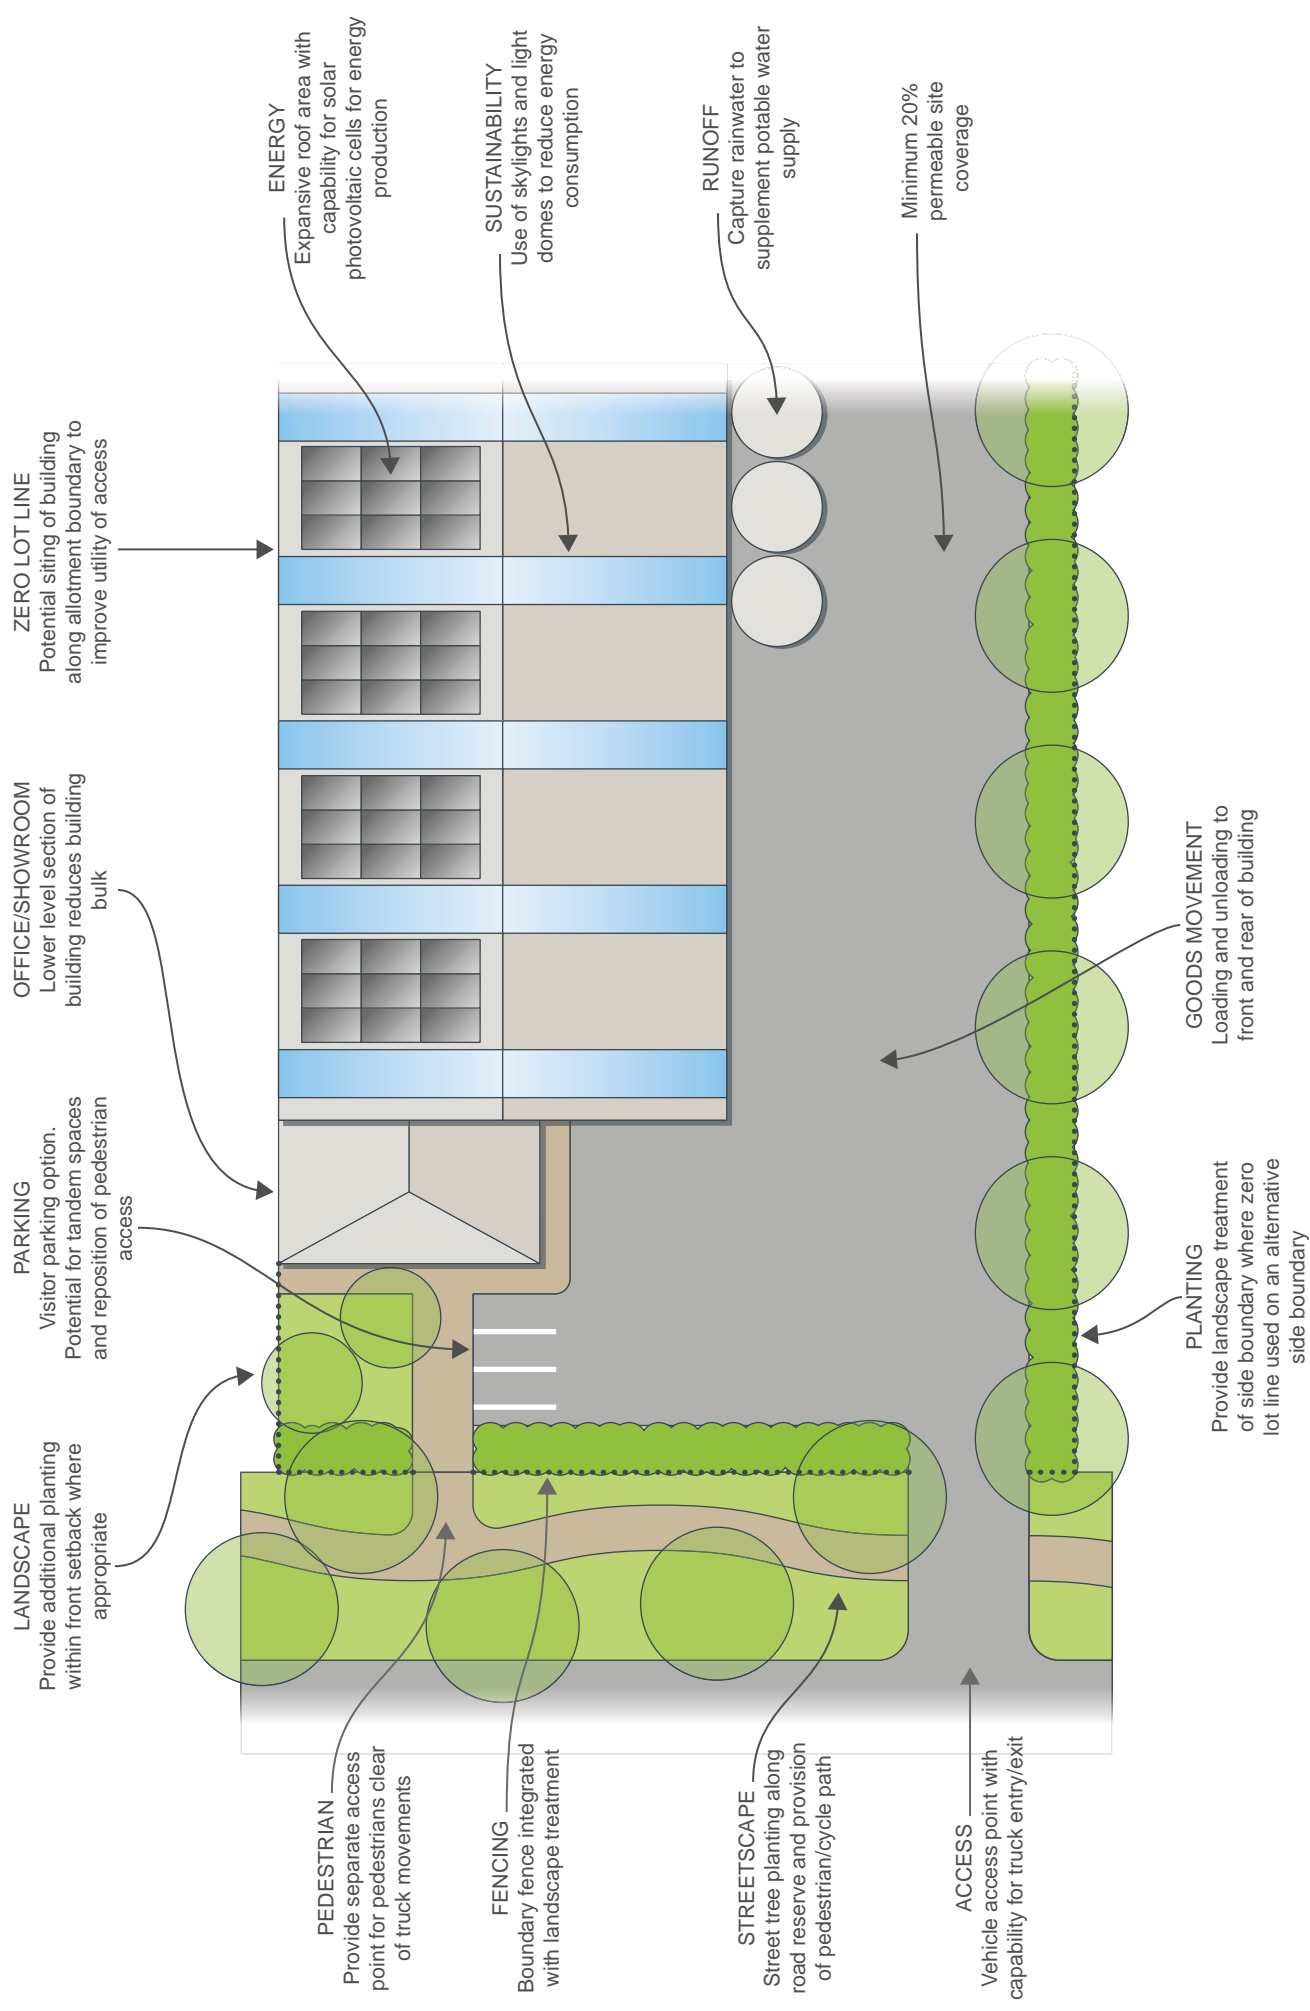 LANDSCAPE
Provide additional planting
within front setback where
appropriate
PARKING
Visitor parking option.
Potential for tandem spaces
and reposition of pedestrian
access
OFFICE/SHOWROOM
Lower level section of
building reduces building
bulk
ZERO LOT LINE
Potential siting of building
along allotment boundary to
improve utility of access
ENERGY
Expansive roof area with
capability for solar
photovoltaic cells for energy
production
SUSTAINABILITY
Use of skylights and light
domes to reduce energy
consumption
RUNOFF
Capture rainwater to
supplement potable water
supply
Minimum 20%
permeable site
coverage
PEDESTRIAN
Provide separate access
point for pedestrians clear
of truck movements
FENCING
Boundary fence integrated
with landscape treatment
STREETSCAPE
Street tree planting along
road reserve and provision
of pedestrian/cycle path
ACCESS
Vehicle access point with
capability for truck entry/exit
PLANTING
Provide landscape treatment
of side boundary where zero
lot line used on an alternative
side boundary
GOODS MOVEMENT
Loading and unloading to
front and rear of building